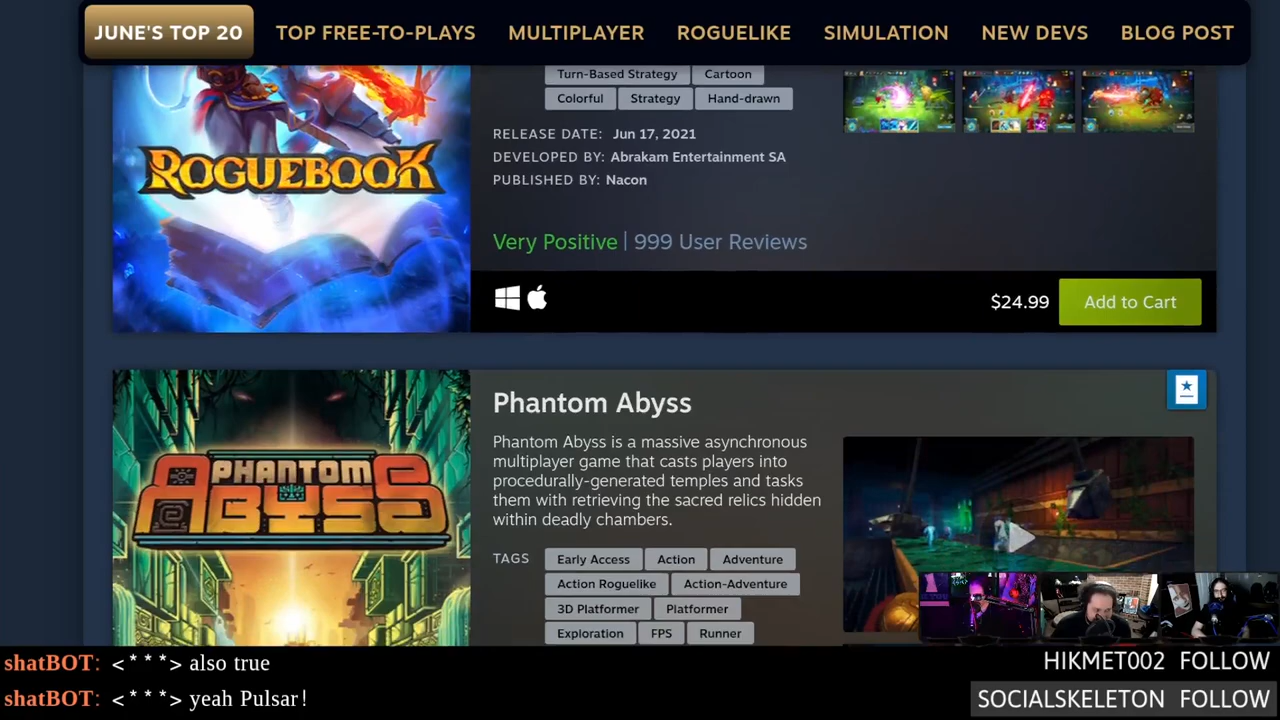 JUNE'S TOP 20 TOP FREE-TO-PLAYS MULTIPLAYER ROGUELIKE SIMULATION NEW DEVS BLOG POST
Turn-Based Strategy Cartoon
Colorful Strategy Hand-drawn
RELEASE DATE: Jun 17, 2021
DEVELOPED BY: Abrakam Entertainment SA
PUBLISHED BY: Nacon
ROGUEBOOK
Very Positive | 999 User Reviews
$24.99 Add to Cart
Phantom Abyss
Phantom Abyss is a massive asynchronous
multiplayer game that casts players into
procedurally-generated temples and tasks
them with retrieving the sacred relics hidden
within deadly chambers.
PHANTOM
ABYSS
TAGS Early Access Action Adventure
Action Roguelike Action-Adventure
3D Platformer Platformer
Exploration FPS Runner
shatBOT: <***> also true
shatBOT: <***> yeah Pulsar!
HIKMET002 FOLLOW
SOCIALSKELETON FOLLOW